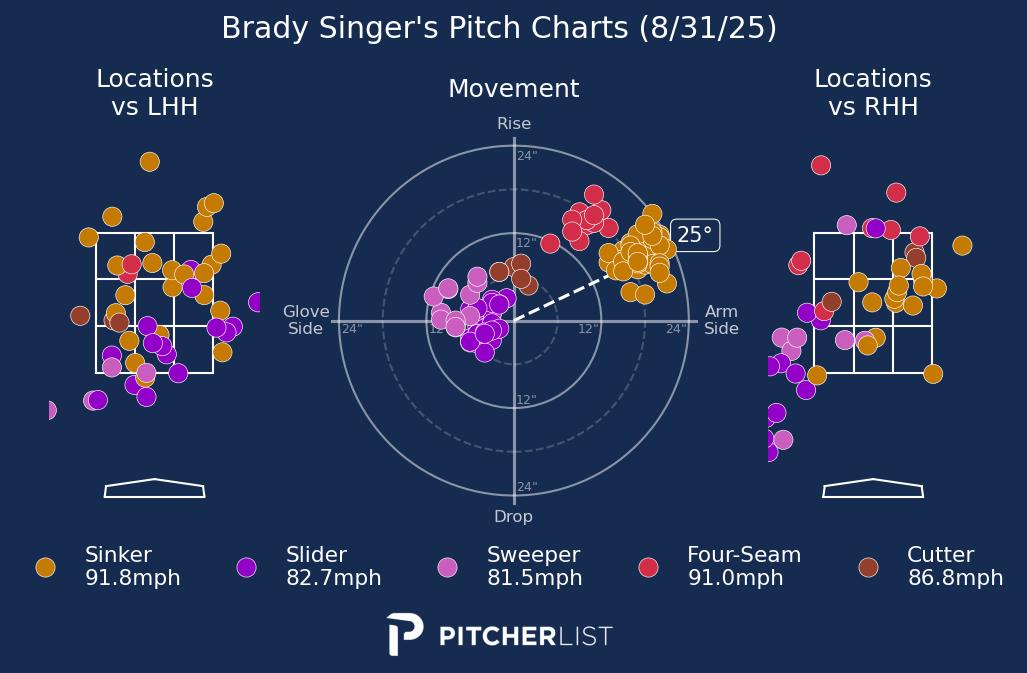 Brady Singer's Pitch Charts (8/31/25)
Locations
vs LHH
Movement
Locations
vs RHH
Rise
24"
12"
25°
Glove
Side
24"
12"
12"
24"
Arm
Side
12"
24"
Drop
Sinker
91.8mph
Slider
82.7mph
Sweeper
81.5mph
Four-Seam
91.0mph
Cutter
86.8mph
PITCHERLIST